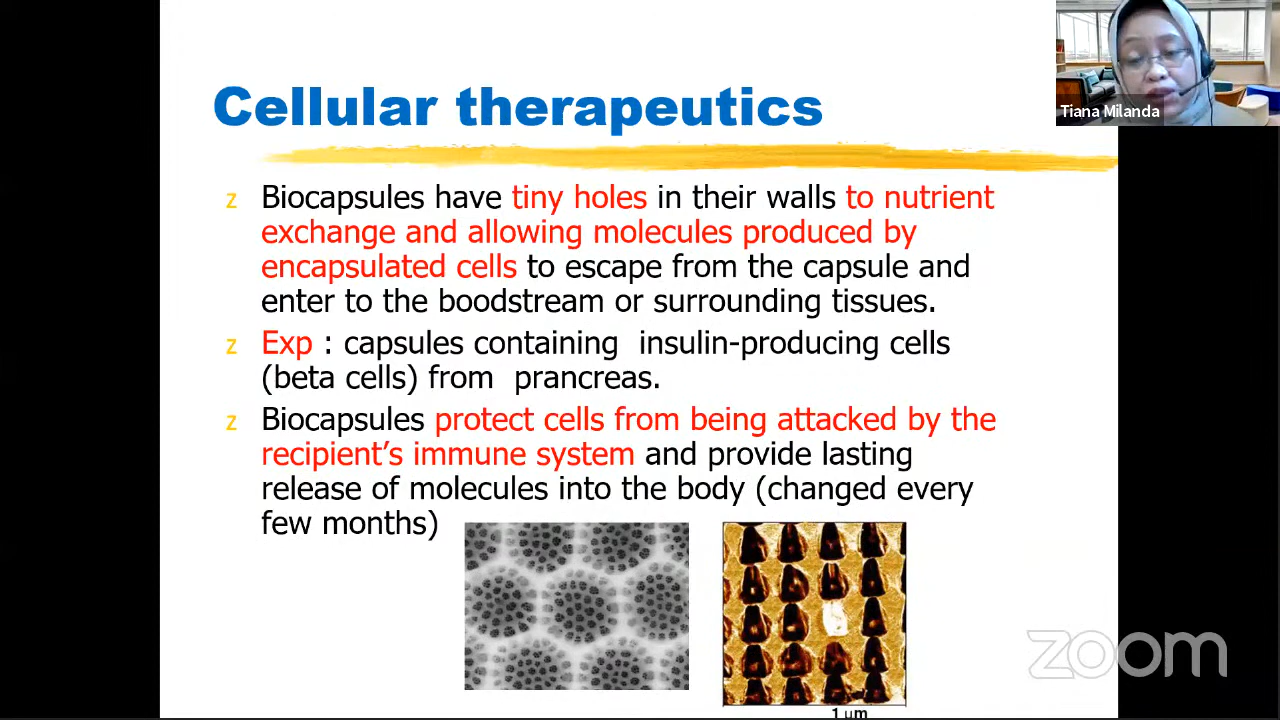 Cellular therapeutics
Tiana Milanda
z Biocapsules have tiny holes in their walls to nutrient
exchange and allowing molecules produced by
encapsulated cells to escape from the capsule and
enter to the boodstream or surrounding tissues.
z Exp : capsules containing insulin-producing cells
(beta cells) from prancreas.
z Biocapsules protect cells from being attacked by the
recipient’s immune system and provide lasting
release of molecules into the body (changed every
few months)
zoom
1 µm